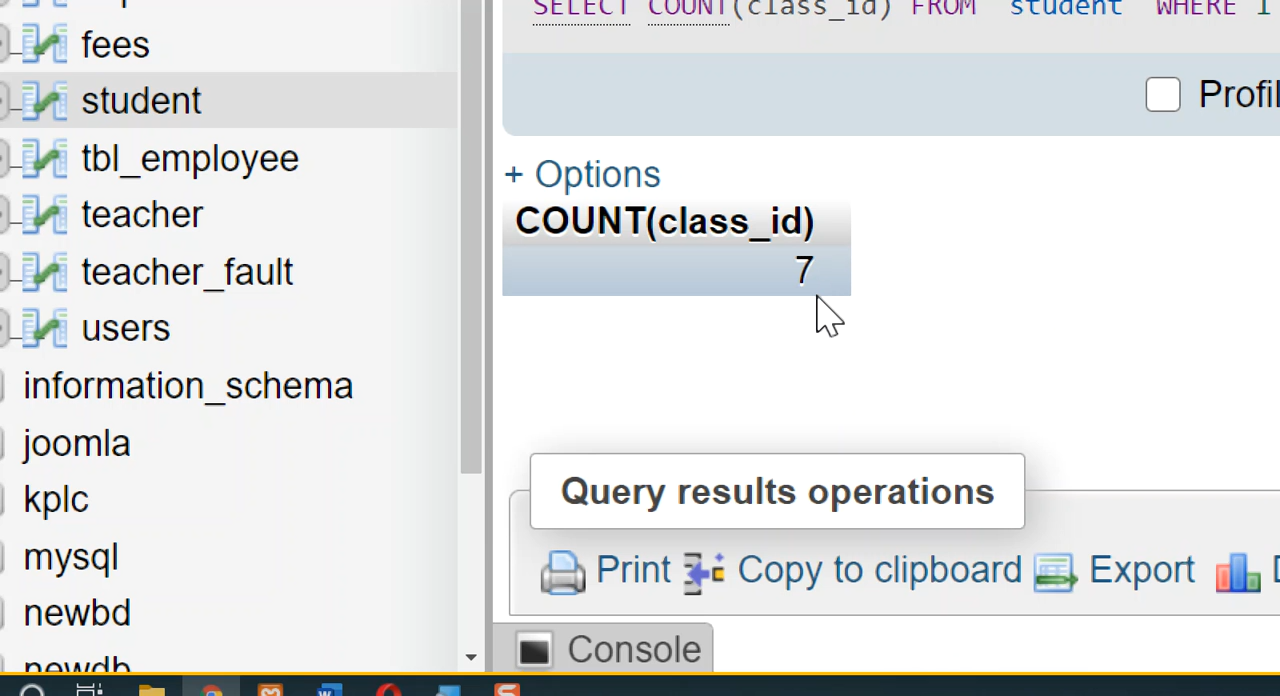 fees
student
tbl_employee
teacher
teacher_fault
users
information_schema
joomla
kplc
mysql
newbd
newdb
SELECT COUNT(class_id) FROM `student` WHERE 1
Profil
+ Options
COUNT(class_id)
7
Query results operations
Print Copy to clipboard Export
Console